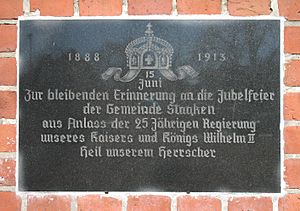 1888 1913
15
Juni
Zur bleibenden Erinnerung an die Jubelfeier
der Gemeinde Staaken
aus Anlass der 25 Jährigen Regierung
unseres Kaisers und Königs Wilhelm II
Heil unserem Herrscher